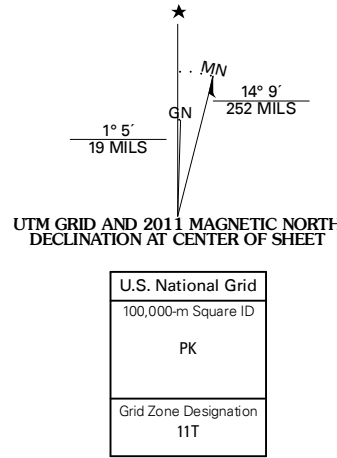 MN
GN
1° 5´
19 MILS
14° 9´
252 MILS
UTM GRID AND 2011 MAGNETIC NORTH
DECLINATION AT CENTER OF SHEET
U.S. National Grid
100,000-m Square ID
PK
Grid Zone Designation
11T